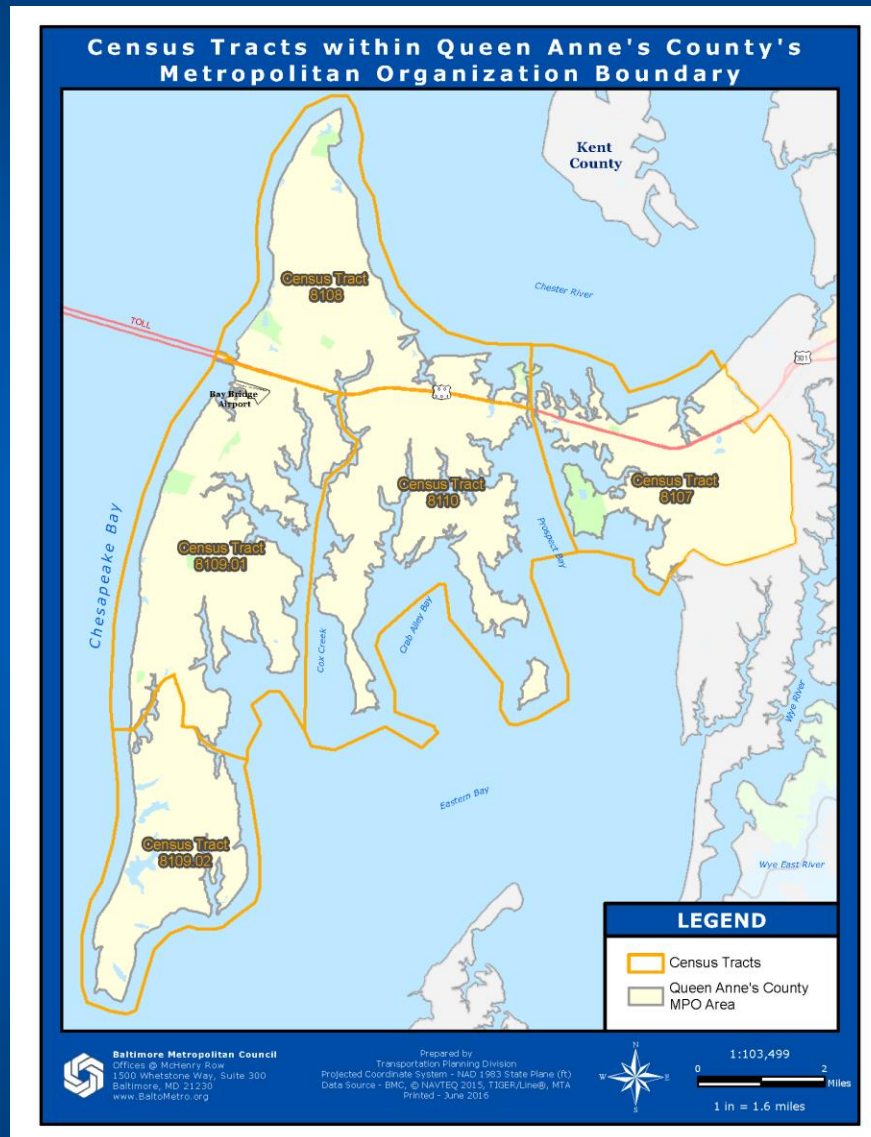 Census Tracts within Queen Anne's County's
Metropolitan Organization Boundary
Kent
County
Census Tract
8108
Chester River
TOLL
301
Bay Bridge
Airport
Census Tract
8110
Census Tract
8107
Chesapeake Bay
Census Tract
8109.01
Prospect Bay
Cox Creek
Crab Alley Bay
Wye River
Eastern Bay
Census Tract
8109.02
Wye East River
LEGEND
Census Tracts
Queen Anne's County
MPO Area
Baltimore Metropolitan Council
Offices @ McHenry Row
1500 Whetstone Way, Suite 300
Baltimore, MD 21230
www.BaltoMetro.org
Prepared by
Transportation Planning Division
Projected Coordinate System - NAD 1983 State Plane (ft)
Data Source - BMC, © NAVTEQ 2015, TIGER/Line®, MTA
Printed - June 2016
N
W
E
S
1:103,499
0 2
Miles
1 in = 1.6 miles